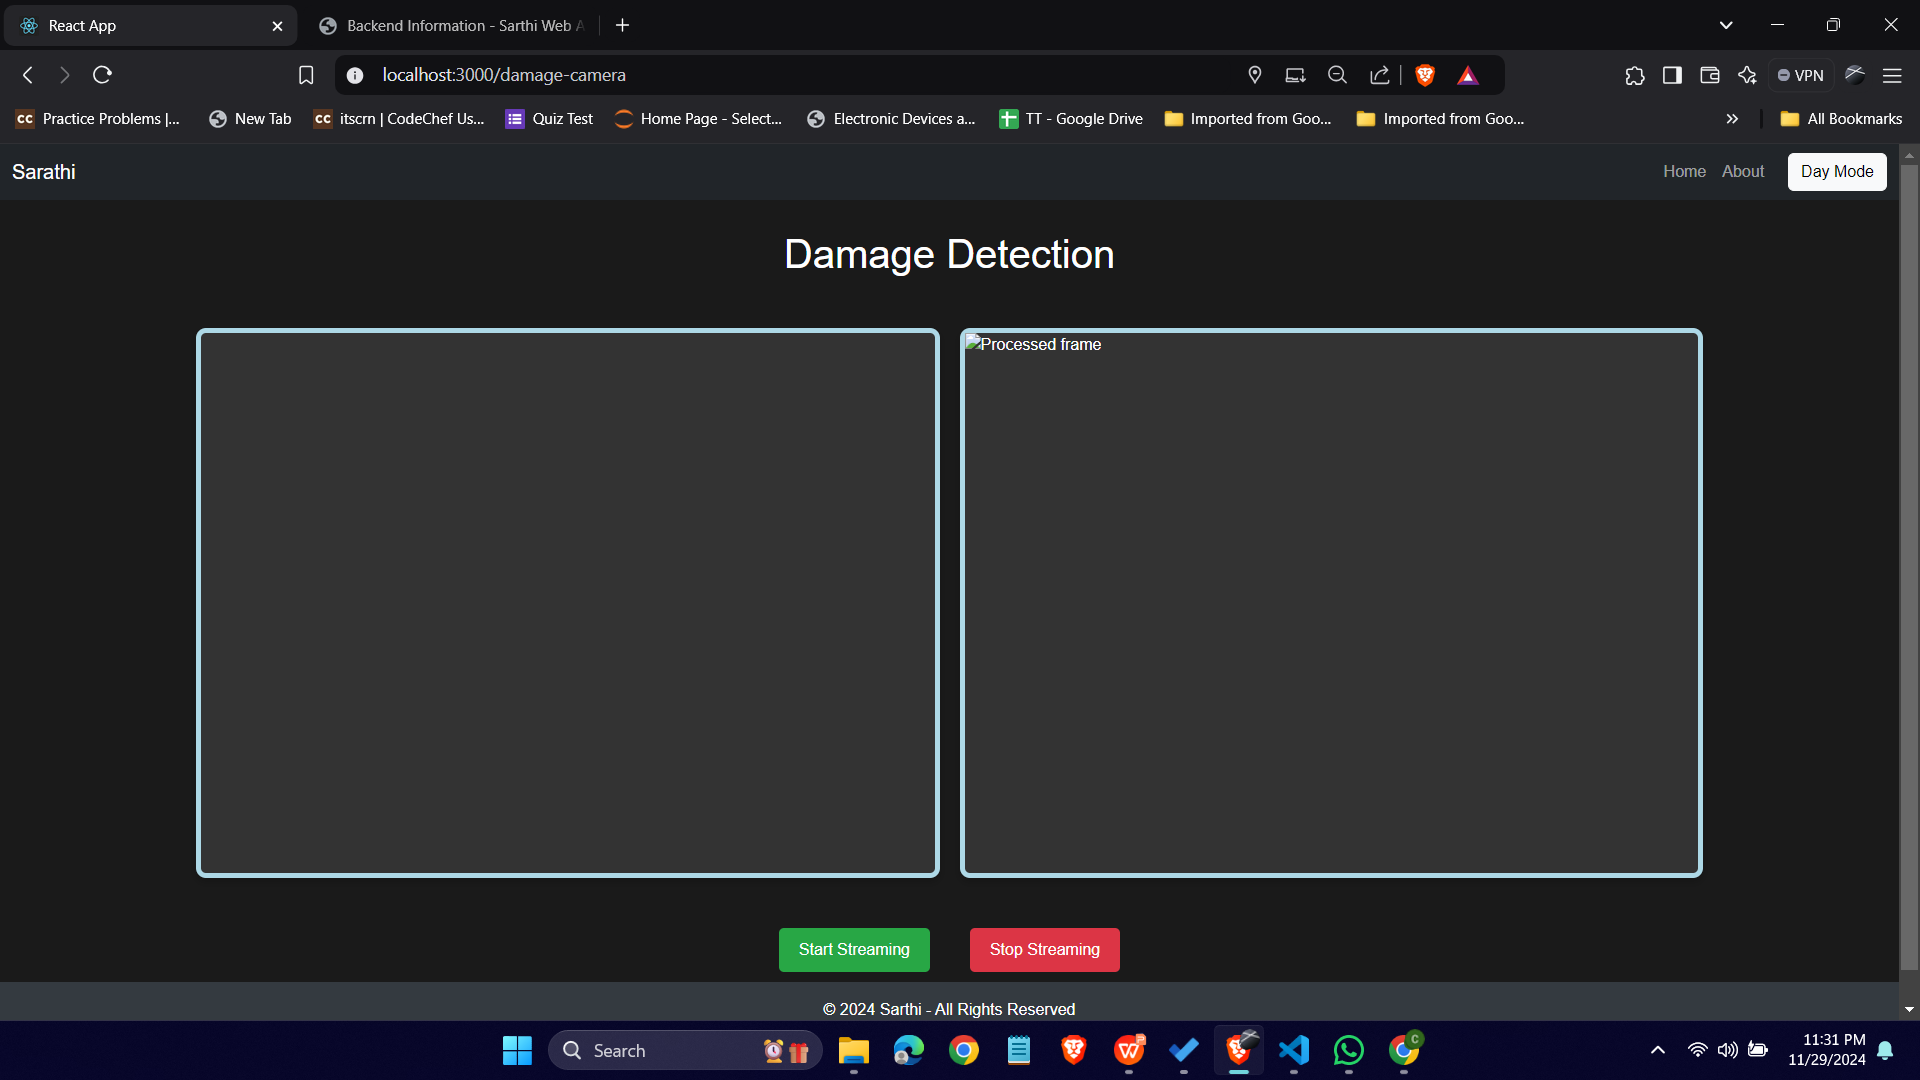 React App
Backend Information - Sarthi Web A
localhost:3000/damage-camera
VPN
CC Practice Problems |...
New Tab
CC itscrn | CodeChef Us...
Quiz Test
Home Page - Select...
Electronic Devices a...
TT - Google Drive
Imported from Goo...
Imported from Goo...
All Bookmarks
Sarathi
Home
About
Day Mode
Damage Detection
Processed frame
Start Streaming
Stop Streaming
© 2024 Sarthi - All Rights Reserved
Search
C
11:31 PM
11/29/2024